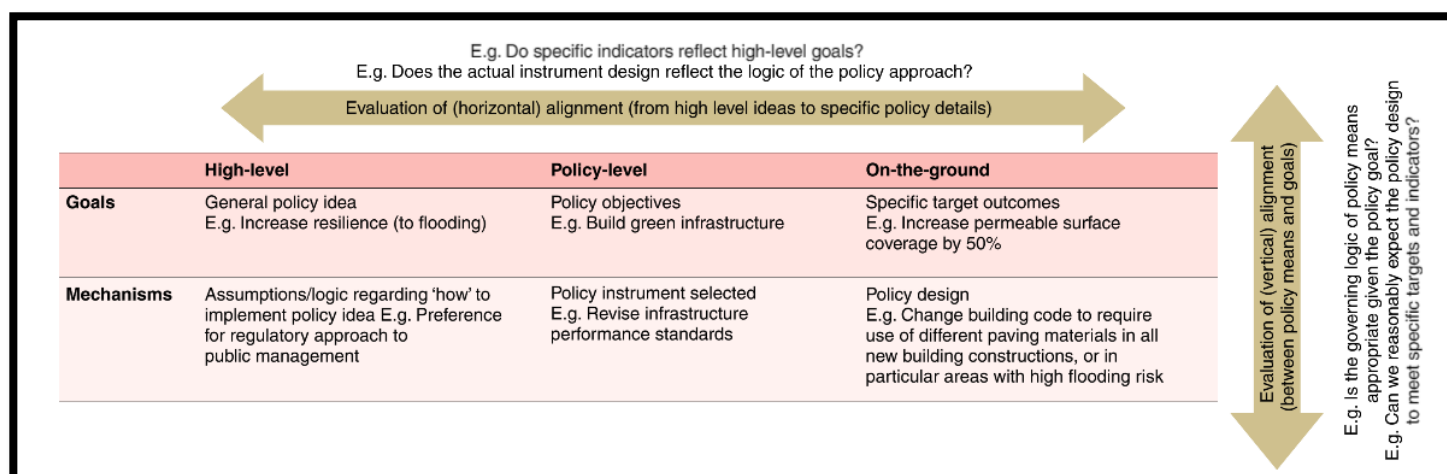 E.g. Do specific indicators reflect high-level goals?
E.g. Does the actual instrument design reflect the logic of the policy approach?
Evaluation of (horizontal) alignment (from high level ideas to specific policy details)
High-level
Policy-level
On-the-ground
Goals
General policy idea
E.g. Increase resilience (to flooding)
Policy objectives
E.g. Build green infrastructure
Specific target outcomes
E.g. Increase permeable surface
coverage by 50%
Mechanisms
Assumptions/logic regarding ‘how’ to
implement policy idea E.g. Preference
for regulatory approach to
public management
Policy instrument selected
E.g. Revise infrastructure
performance standards
Policy design
E.g. Change building code to require
use of different paving materials in all
new building constructions, or in
particular areas with high flooding risk
Evaluation of (vertical) alignment
(between policy means and goals)
E.g. Is the governing logic of policy means
appropriate given the policy goal?
E.g. Can we reasonably expect the policy design
to meet specific targets and indicators?